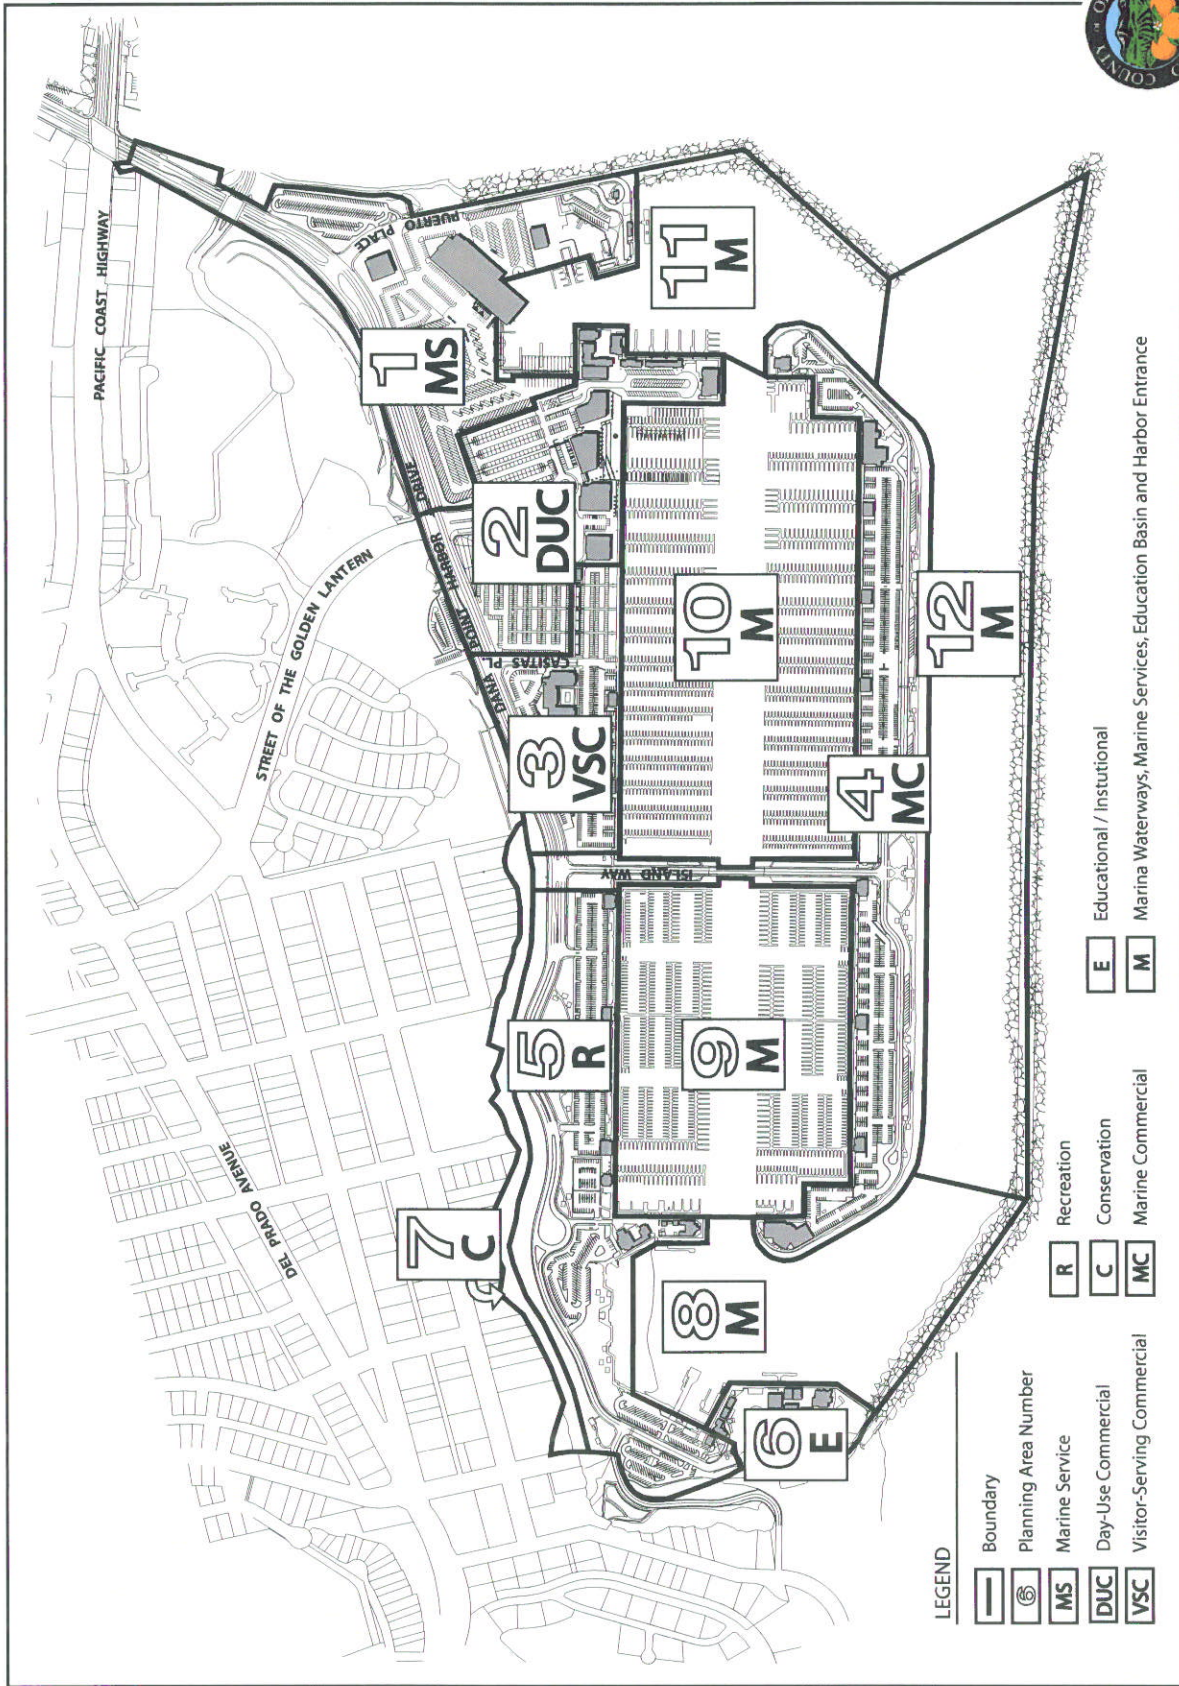 PACIFIC COAST HIGHWAY
STREET OF THE GOLDEN LANTERN
DEL PRADO AVENUE
PUERTO PLACE
DANA POINT HARBOR DRIVE
CASITAS PL.
ISLAND WAY
1
MS
2
DUC
3
VSC
4
MC
5
R
6
E
7
C
8
M
9
M
10
M
11
M
12
M
COUNTY
LEGEND
Boundary
6 Planning Area Number
MS Marine Service
DUC Day-Use Commercial
VSC Visitor-Serving Commercial
R Recreation
C Conservation
MC Marine Commercial
E Educational / Instutional
M Marina Waterways, Marine Services, Education Basin and Harbor Entrance